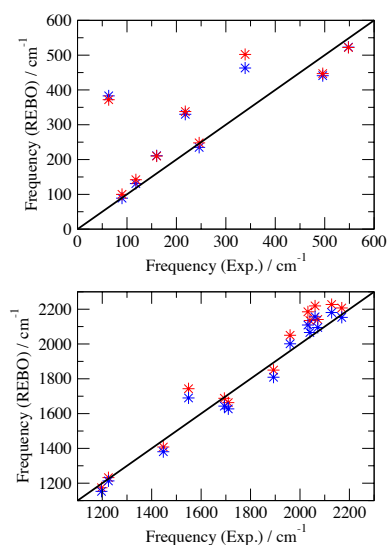 600
500
400
300
200
100
0
Frequency (REBO) / cm⁻¹
0 100 200 300 400 500 600
Frequency (Exp.) / cm⁻¹
2200
2000
1800
1600
1400
1200
Frequency (REBO) / cm⁻¹
1200 1400 1600 1800 2000 2200
Frequency (Exp.) / cm⁻¹